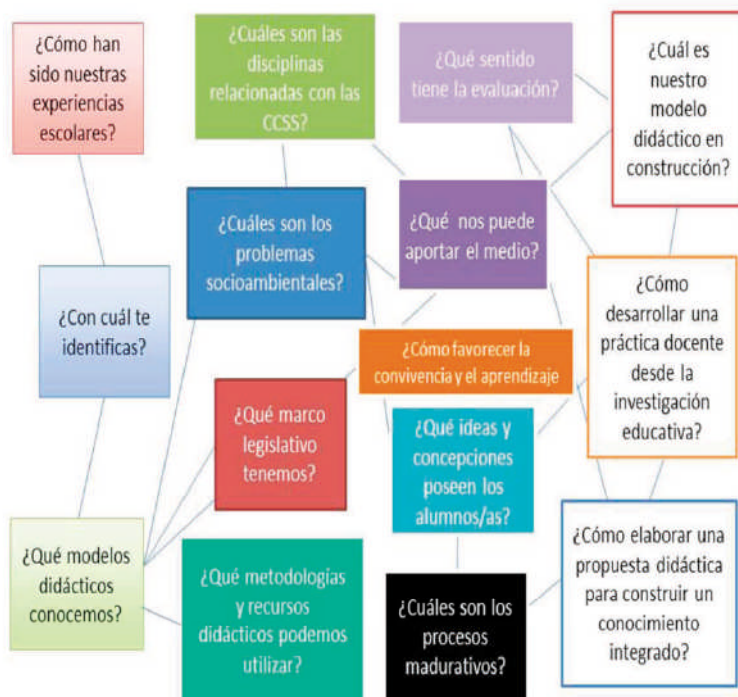 ¿Cómo han
sido nuestras
experiencias
escolares?
¿Cuáles son las
disciplinas
relacionadas con las
CCSS?
¿Qué sentido
tiene la evaluación?
¿Cuál es
nuestro
modelo
didáctico en
construcción?
¿Cuáles son los
problemas
socioambientales?
¿Qué nos puede
aportar el medio?
¿Con cuál te
identificas?
¿Cómo
desarrollar una
práctica docente
desde la
investigación
educativa?
¿Cómo favorecer la
convivencia y el aprendizaje
¿Qué marco
legislativo
tenemos?
¿Qué ideas y
concepciones
poseen los
alumnos/as?
¿Qué modelos
didácticos
conocemos?
¿Qué metodologías
y recursos
didácticos podemos
utilizar?
¿Cuáles son los
procesos
madurativos?
¿Cómo elaborar una
propuesta didáctica
para construir un
conocimiento
integrado?